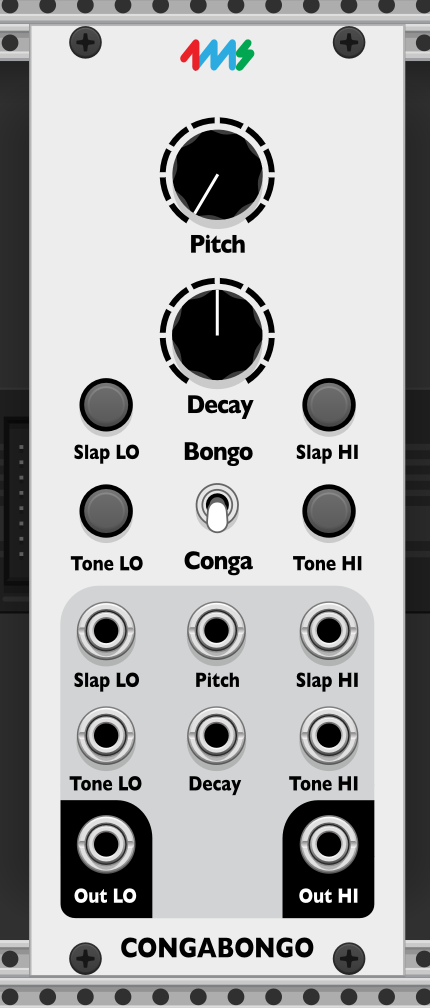 4ms
Pitch
Decay
Slap LO
Bongo
Slap HI
Tone LO
Conga
Tone HI
Slap LO
Pitch
Slap HI
Tone LO
Decay
Tone HI
Out LO
Out HI
CONGABONGO